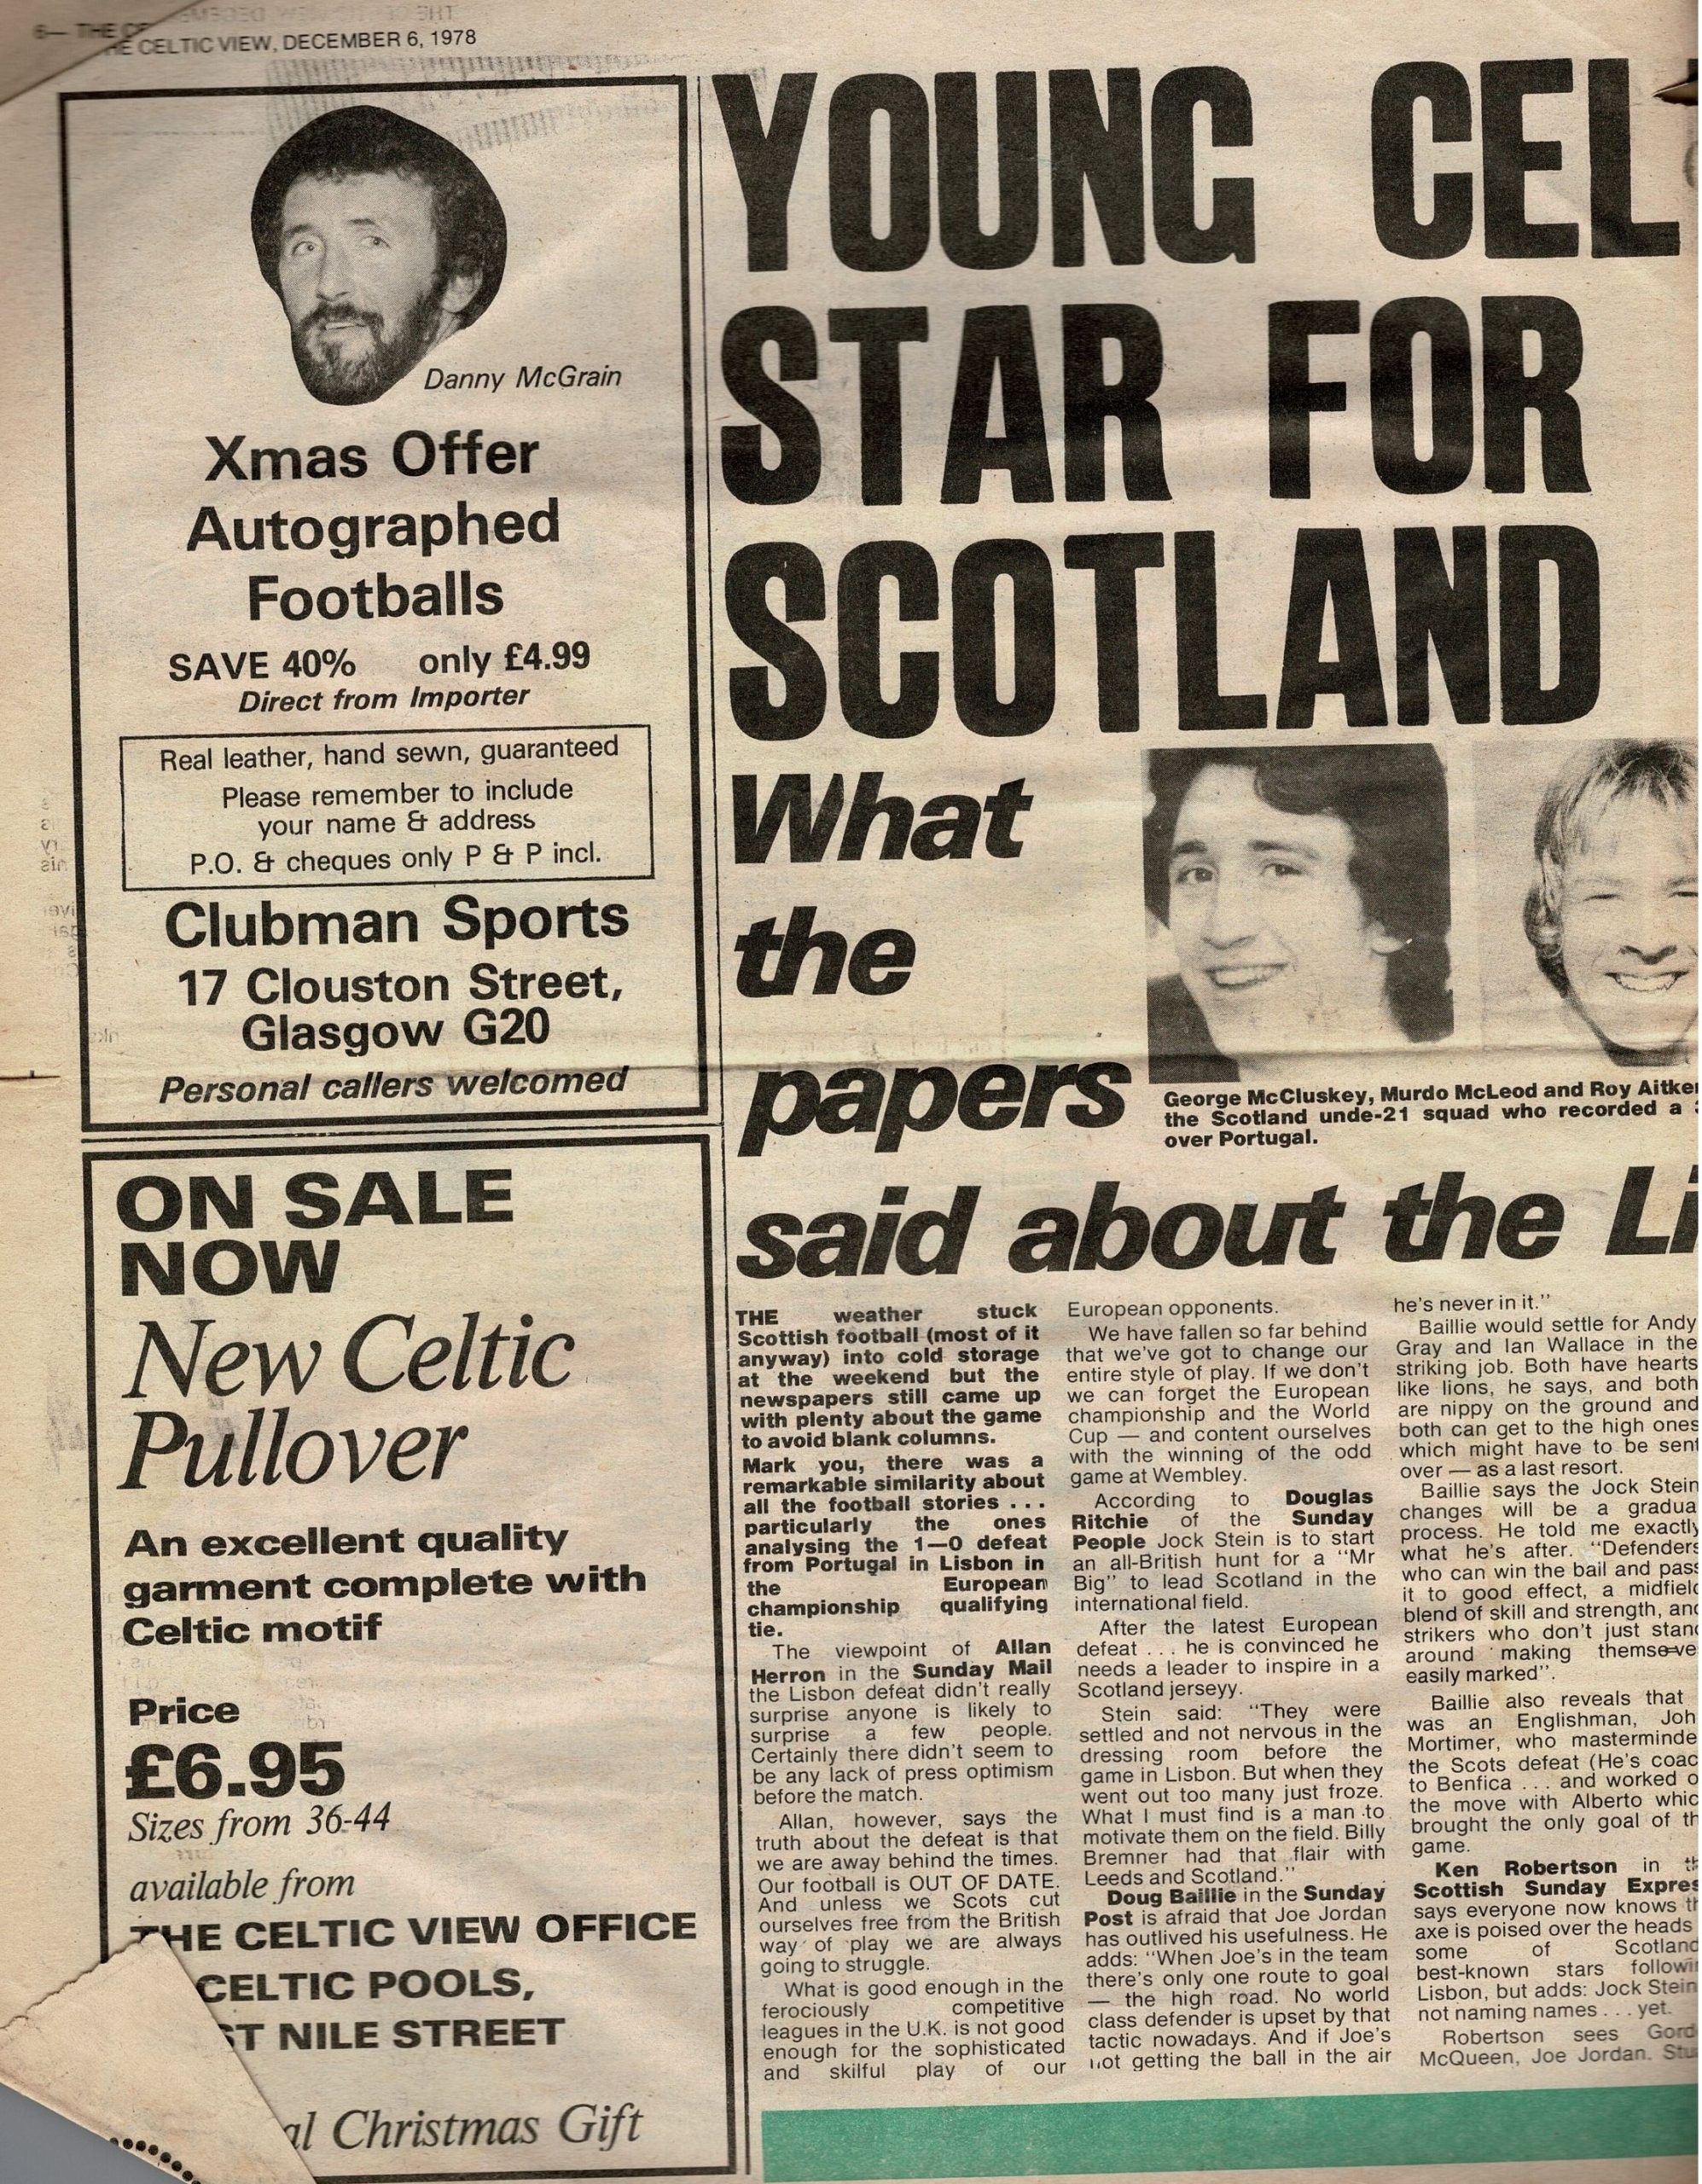 THE CELTIC VIEW, DECEMBER 6, 1978
Danny McGrain
Xmas Offer
Autographed
Footballs
SAVE 40% only £4.99
Direct from Importer
Real leather, hand sewn, guaranteed
Please remember to include
your name & address
P.O. & cheques only P & P incl.
Clubman Sports
17 Clouston Street,
Glasgow G20
Personal callers welcomed
ON SALE
NOW
New Celtic
Pullover
An excellent quality
garment complete with
Celtic motif
Price
£6.95
Sizes from 36-44
available from
THE CELTIC VIEW OFFICE
CELTIC POOLS,
NILE STREET
Christmas Gift
YOUNG CEL
STAR FOR
SCOTLAND
What
the
papers
said about the Li
George McCluskey, Murdo McLeod and Roy Aitke
the Scotland unde-21 squad who recorded a
over Portugal.
THE weather stuck
Scottish football (most of it
anyway) into cold storage
at the weekend but the
newspapers still came up
with plenty about the game
to avoid blank columns.
Mark you, there was a
remarkable similarity about
all the football stories . . .
particularly the ones
analysing the 1—0 defeat
from Portugal in Lisbon in
the European
championship qualifying
tie.
The viewpoint of Allan
Herron in the Sunday Mail
the Lisbon defeat didn't really
surprise anyone is likely to
surprise a few people.
Certainly there didn't seem to
be any lack of press optimism
before the match.
Allan, however, says the
truth about the defeat is that
we are away behind the times.
Our football is OUT OF DATE.
And unless we Scots cut
ourselves free from the British
way of play we are always
going to struggle.
What is good enough in the
ferociously competitive
leagues in the U.K. is not good
enough for the sophisticated
and skilful play of our
European opponents.
We have fallen so far behind
that we've got to change our
entire style of play. If we don't
we can forget the European
championship and the World
Cup — and content ourselves
with the winning of the odd
game at Wembley.
According to Douglas
Ritchie of the Sunday
People Jock Stein is to start
an all-British hunt for a "Mr
Big" to lead Scotland in the
international field.
After the latest European
defeat . . . he is convinced he
needs a leader to inspire in a
Scotland jerseyy.
Stein said: "They were
settled and not nervous in the
dressing room before the
game in Lisbon. But when they
went out too many just froze.
What I must find is a man to
motivate them on the field. Billy
Bremner had that flair with
Leeds and Scotland."
Doug Baillie in the Sunday
Post is afraid that Joe Jordan
has outlived his usefulness. He
adds: "When Joe's in the team
there's only one route to goal
— the high road. No world
class defender is upset by that
tactic nowadays. And if Joe's
not getting the ball in the air
he's never in it."
Baillie would settle for Andy
Gray and Ian Wallace in the
striking job. Both have hearts
like lions, he says, and both
are nippy on the ground and
both can get to the high ones
which might have to be sent
over — as a last resort.
Baillie says the Jock Stein
changes will be a gradua
process. He told me exactly
what he's after. "Defenders
who can win the bail and pass
it to good effect, a midfield
blend of skill and strength, and
strikers who don't just stand
around making themseve
easily marked".
Baillie also reveals that
was an Englishman, Joh
Mortimer, who masterminde
the Scots defeat (He's coac
to Benfica . . . and worked o
the move with Alberto whic
brought the only goal of th
game.
Ken Robertson in th
Scottish Sunday Expres
says everyone now knows th
axe is poised over the heads
some of Scotland
best-known stars followi
Lisbon, but adds: Jock Stein
not naming names . . . yet.
Robertson sees Gord
McQueen, Joe Jordan. Stu